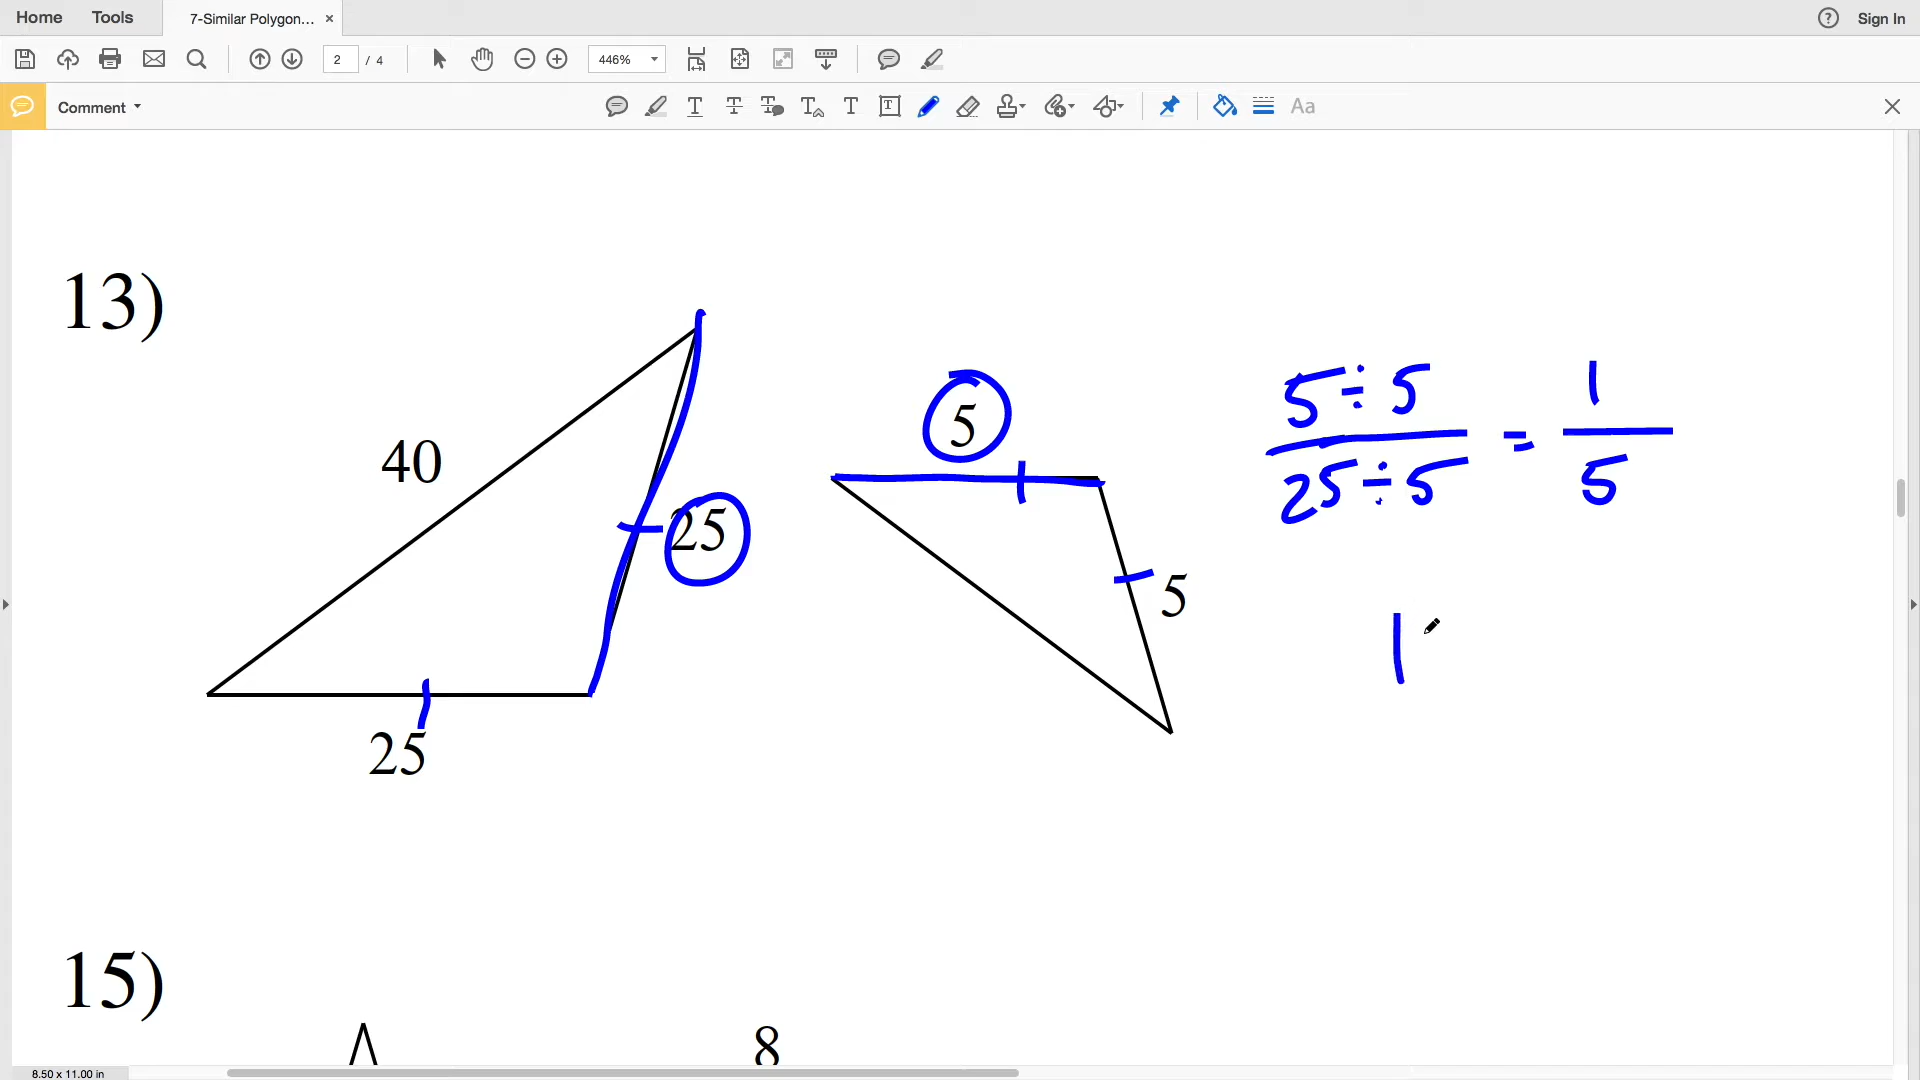 Home Tools 7-Similar Polygon... × ? Sign In
2 / 4 446%
Comment Aa
13)
40
25
25
5
5
5 ÷ 5
25 ÷ 5
=
1
5
1
15)
8
8.50 x 11.00 in